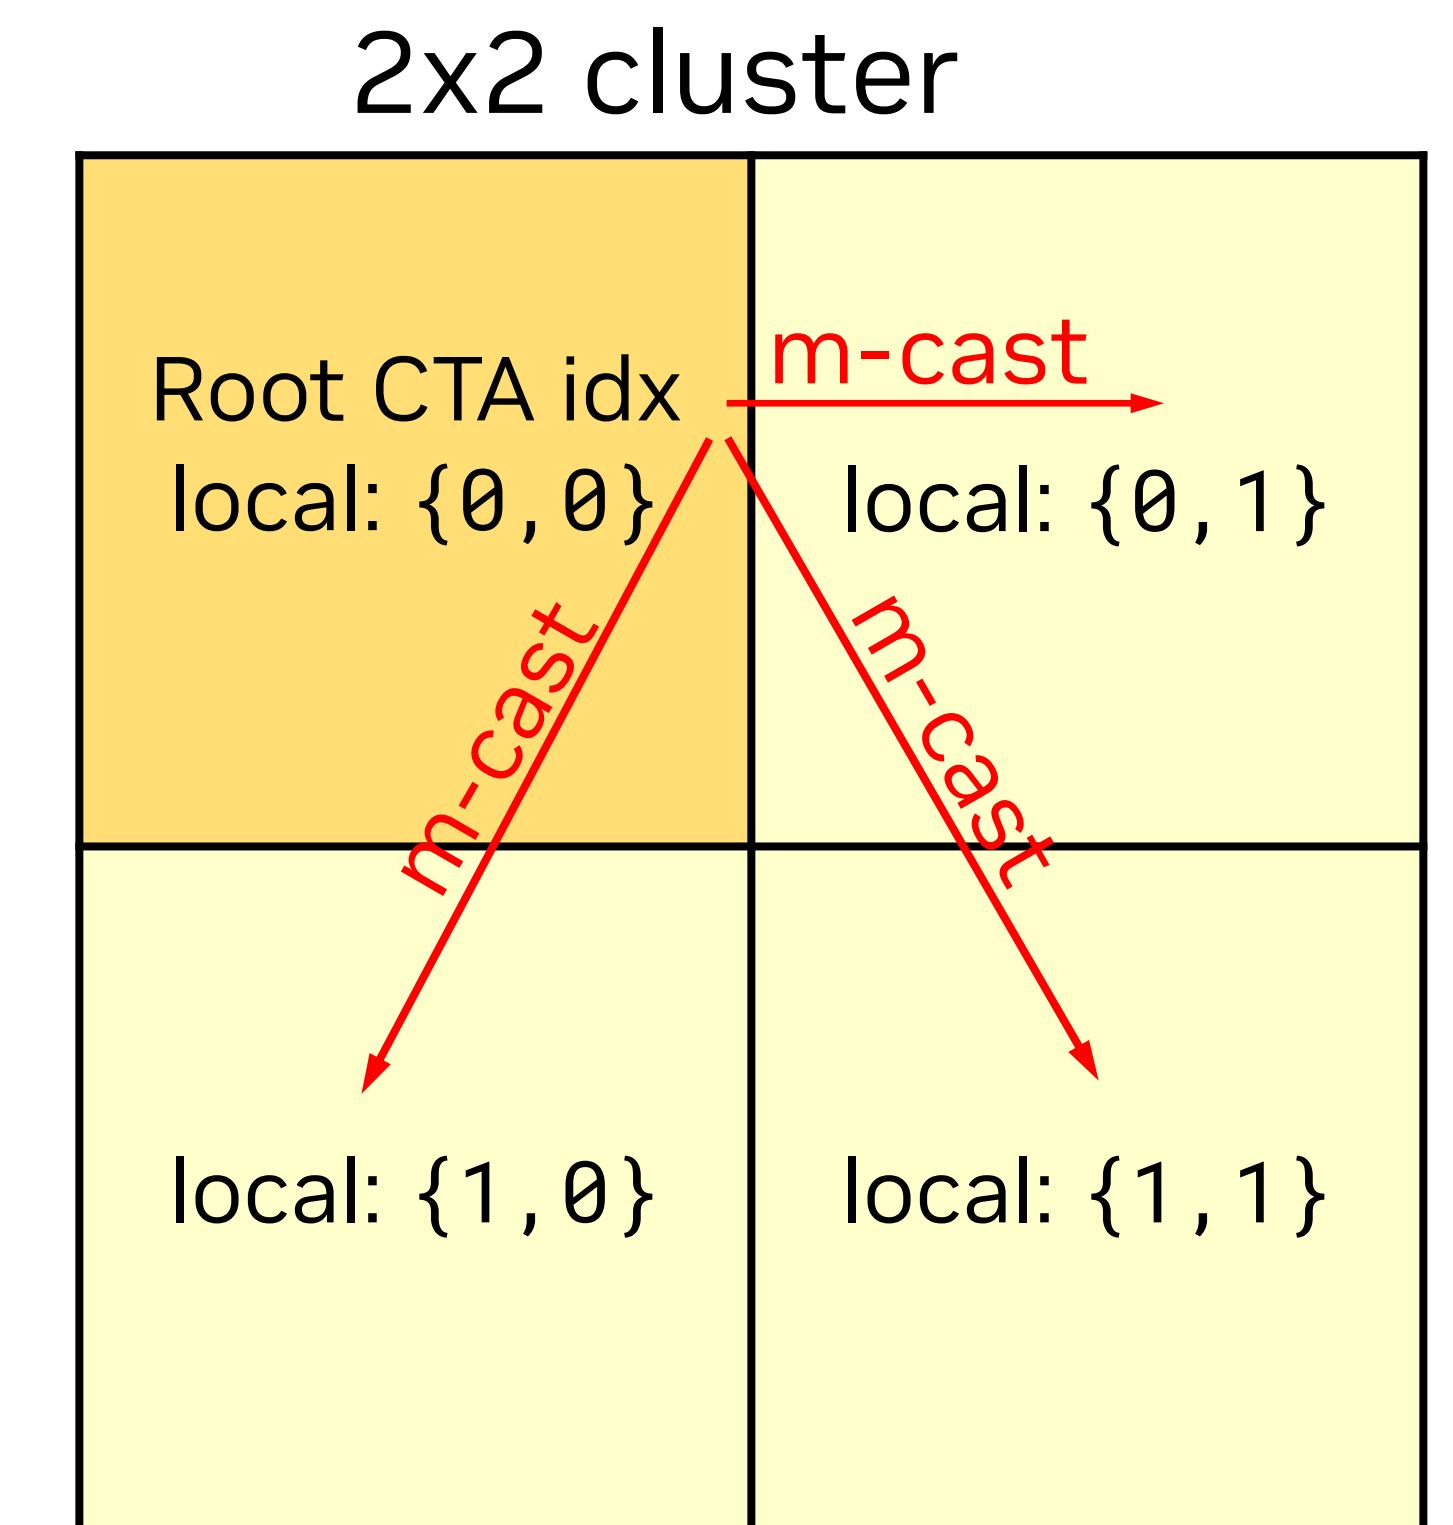 2x2 cluster
Root CTA idx
local: {0,0}
m-cast
local: {0,1}
m-cast
m-cast
local: {1,0}
local: {1,1}